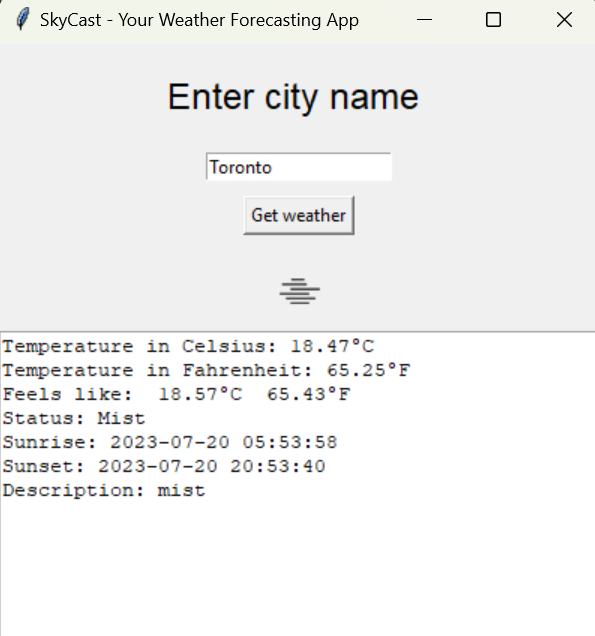 SkyCast - Your Weather Forecasting App
Enter city name
Toronto
Get weather
Temperature in Celsius: 18.47°C
Temperature in Fahrenheit: 65.25°F
Feels like:  18.57°C  65.43°F
Status: Mist
Sunrise: 2023-07-20 05:53:58
Sunset: 2023-07-20 20:53:40
Description: mist